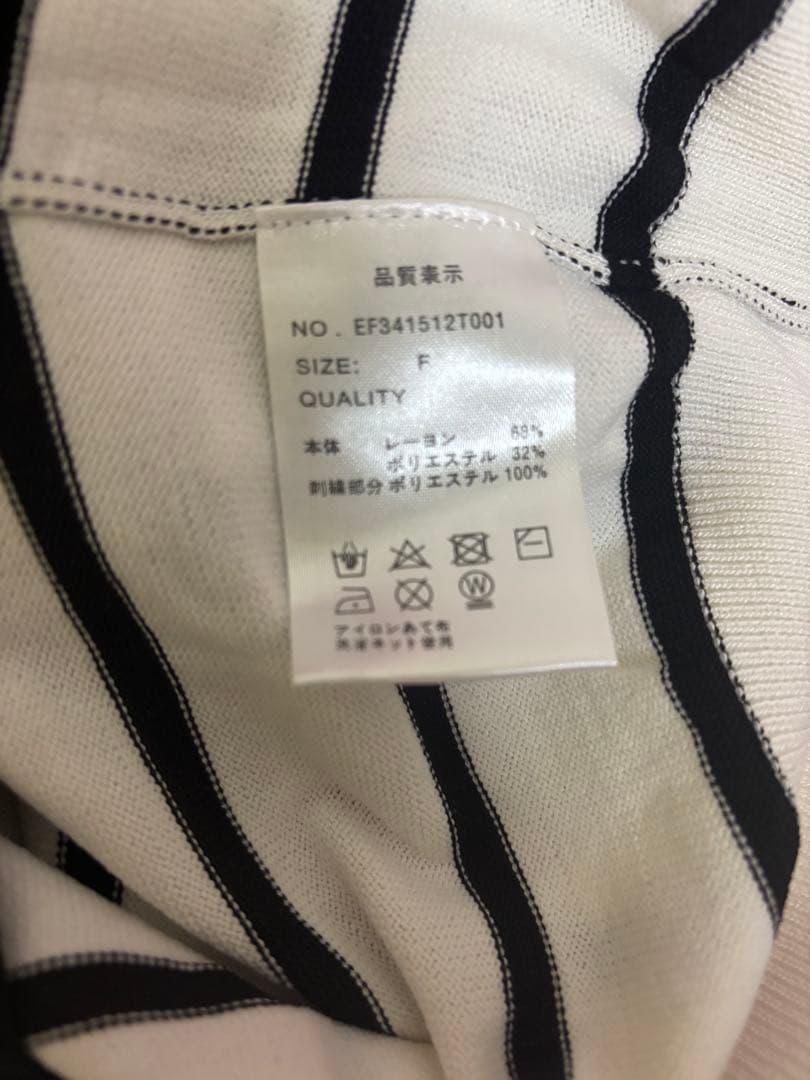 品質表示
NO . EF341512T001
SIZE: F
QUALITY
本体 レーヨン 68%
ポリエステル 32%
刺繍部分 ポリエステル 100%
W
アイロンあて布
洗濯ネット使用